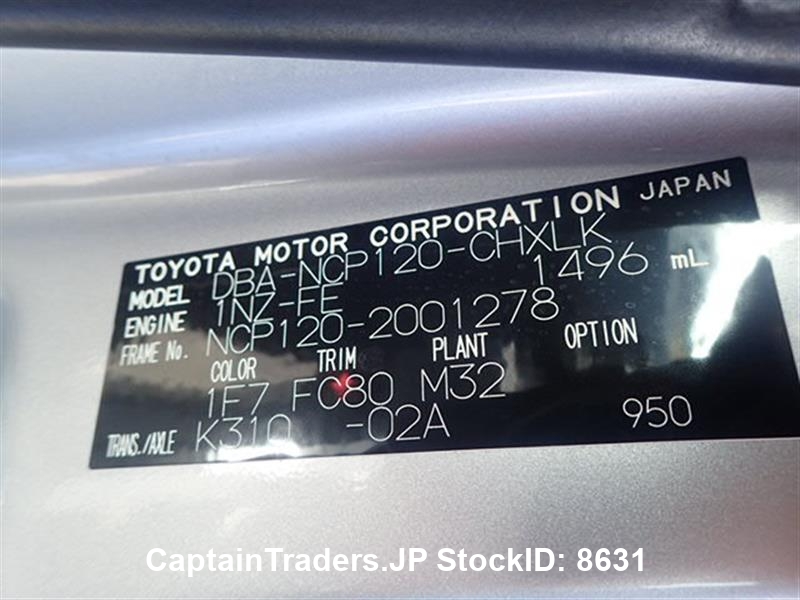 TOYOTA MOTOR CORPORATION JAPAN
MODEL DBA-NCP120-CHXLK
ENGINE 1NZ-FE 1496 mL
FRAME No. NCP120-2001278
COLOR TRIM PLANT OPTION
1F7 FC80 M32
TRANS./AXLE K310 -02A 950
CaptainTraders.JP StockID: 8631